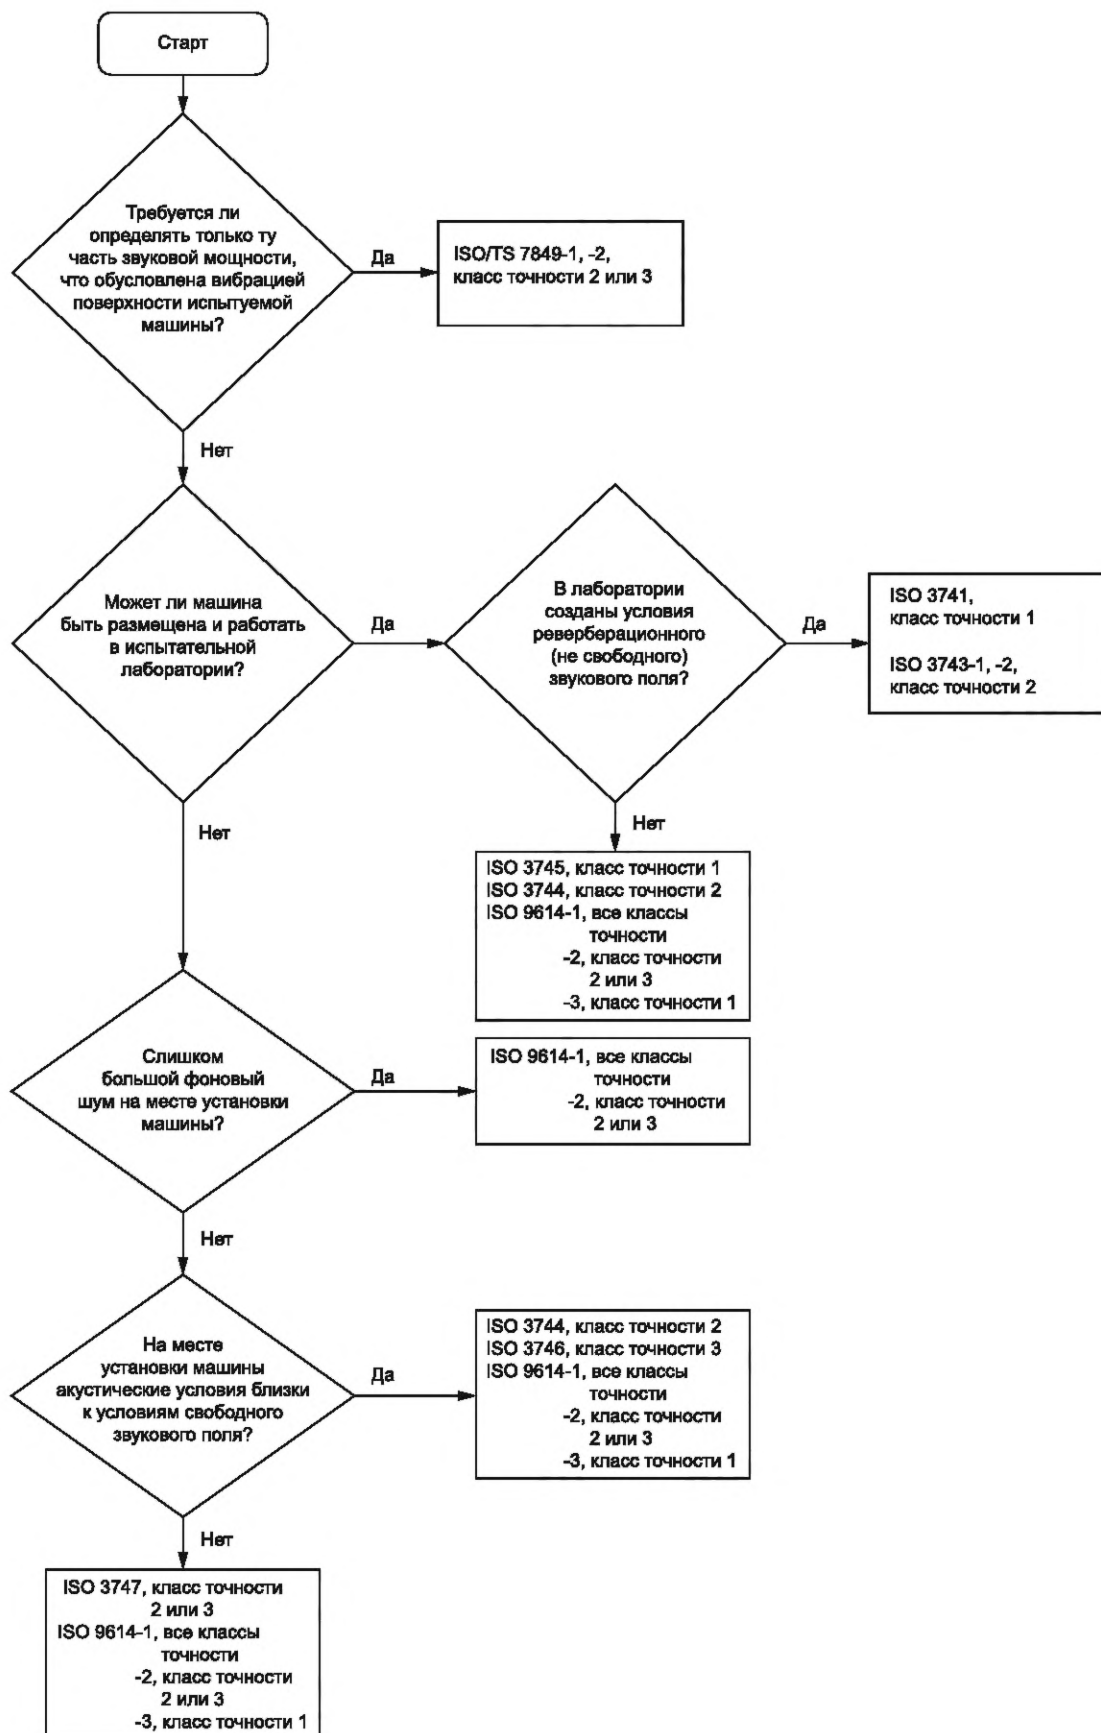 Старт
Требуется ли
определять только ту
часть звуковой мощности,
что обусловлена вибрацией
поверхности испытуемой
машины?
Да
ISO/TS 7849-1, -2,
класс точности 2 или 3
Нет
Может ли машина
быть размещена и работать
в испытательной
лаборатории?
Да
В лаборатории
созданы условия
реверберационного
(не свободного)
звукового поля?
Да
ISO 3741,
класс точности 1
ISO 3743-1, -2,
класс точности 2
Нет
Нет
ISO 3745, класс точности 1
ISO 3744, класс точности 2
ISO 9614-1, все классы
точности
-2, класс точности
2 или 3
-3, класс точности 1
Слишком
большой фоновый
шум на месте установки
машины?
Да
ISO 9614-1, все классы
точности
-2, класс точности
2 или 3
Нет
На месте
установки машины
акустические условия близки
к условиям свободного
звукового поля?
Да
ISO 3744, класс точности 2
ISO 3746, класс точности 3
ISO 9614-1, все классы
точности
-2, класс точности
2 или 3
-3, класс точности 1
Нет
ISO 3747, класс точности
2 или 3
ISO 9614-1, все классы
точности
-2, класс точности
2 или 3
-3, класс точности 1